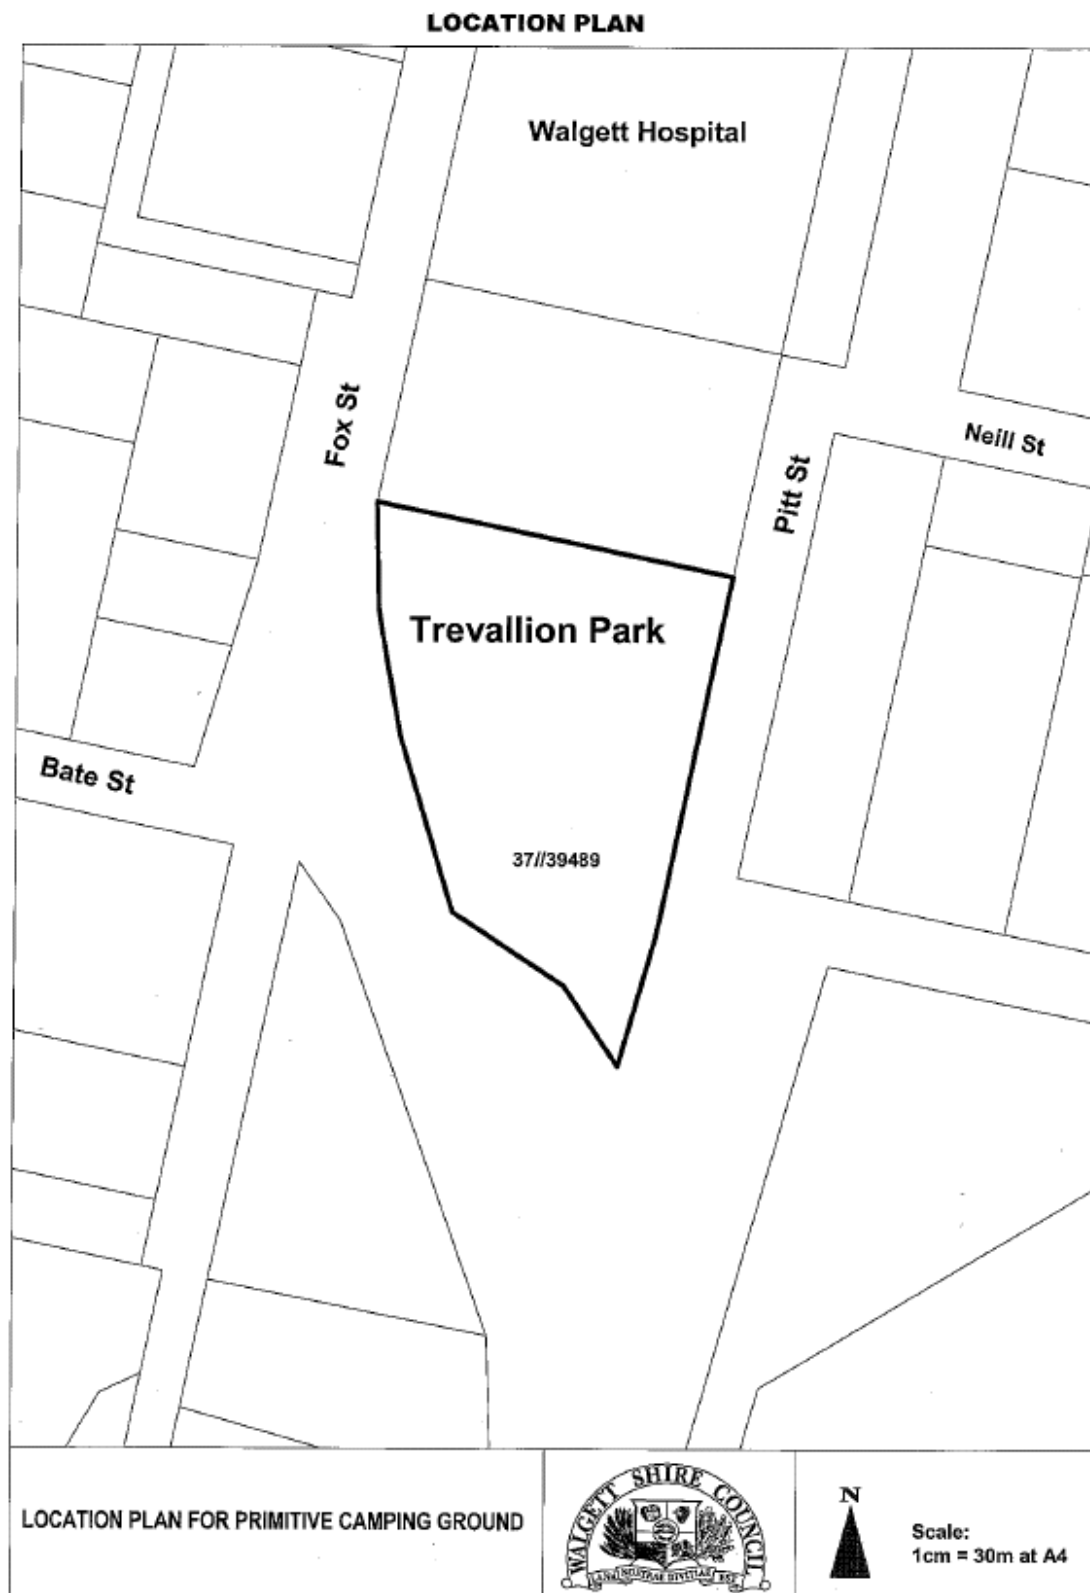 LOCATION PLAN
Walgett Hospital
Fox St
Neill St
Pitt St
Trevallion Park
Bate St
37//39489
LOCATION PLAN FOR PRIMITIVE CAMPING GROUND
WALGETT SHIRE COUNCIL
N
Scale:
1cm = 30m at A4